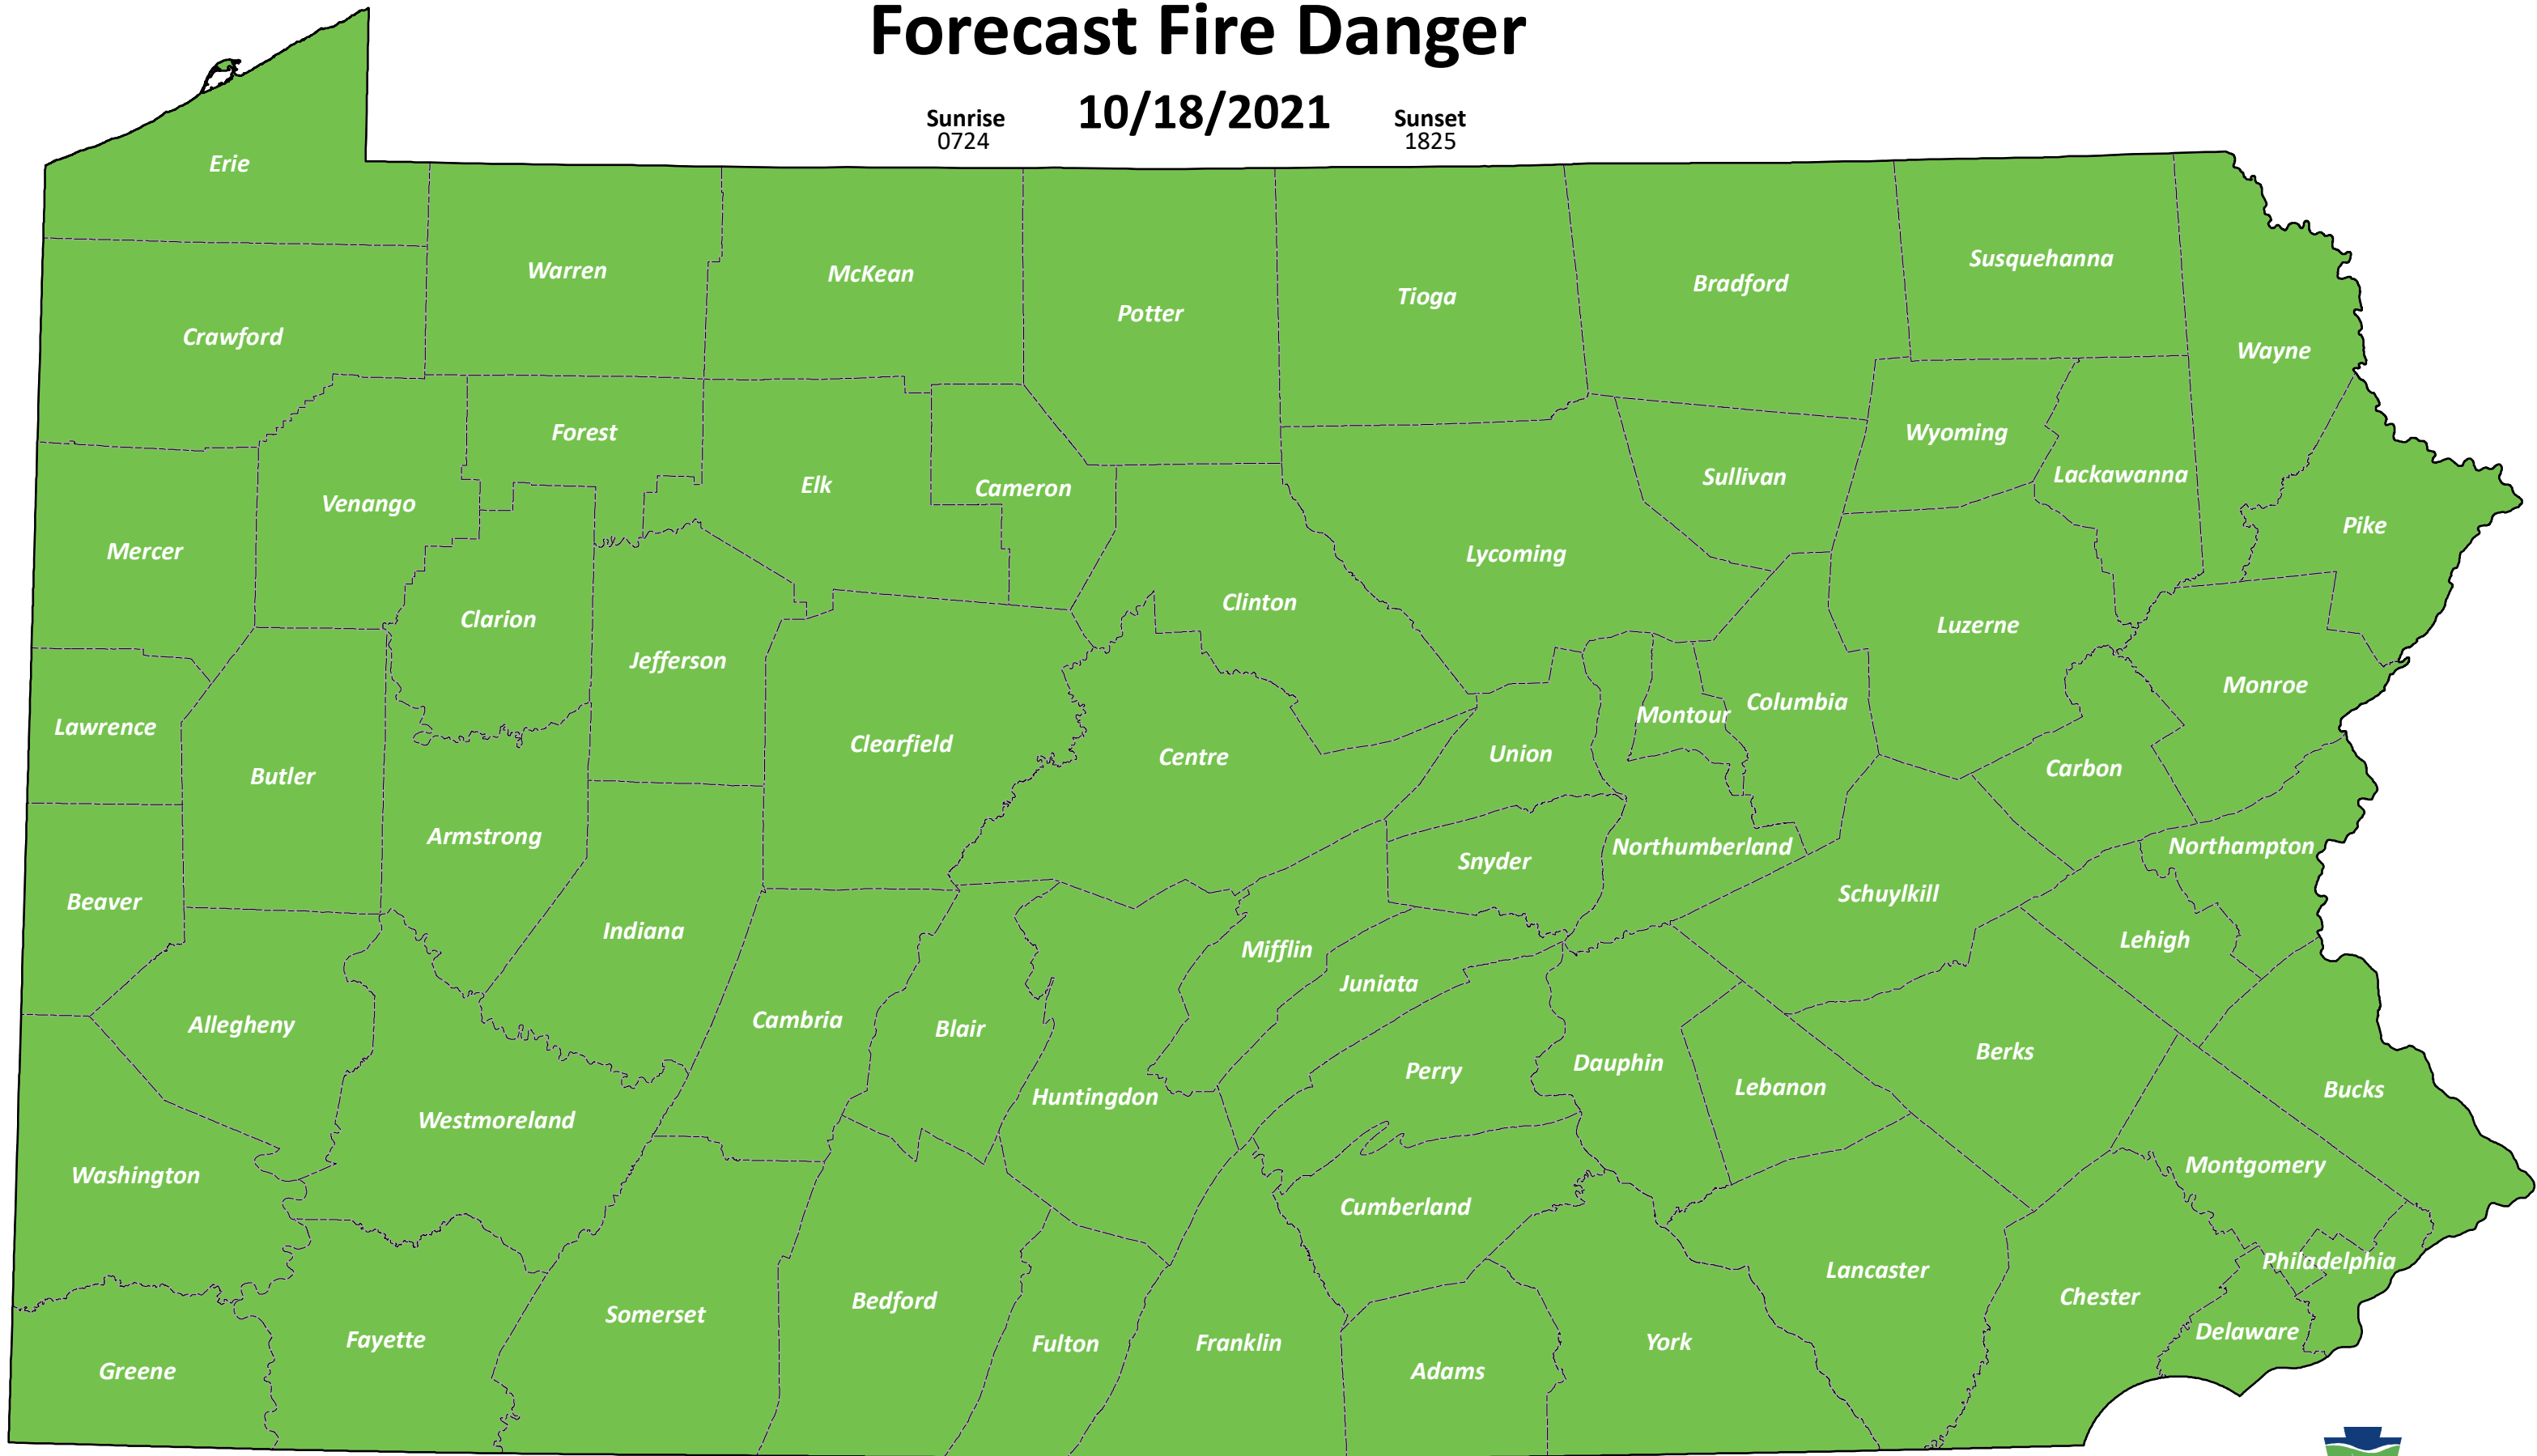 Forecast Fire Danger
10/18/2021
Sunrise
0724
Sunset
1825
Erie
Warren
McKean
Potter
Tioga
Bradford
Susquehanna
Wayne
Crawford
Forest
Elk
Cameron
Sullivan
Wyoming
Lackawanna
Pike
Venango
Mercer
Lycoming
Clinton
Clarion
Jefferson
Luzerne
Monroe
Lawrence
Butler
Clearfield
Centre
Union
Montour
Columbia
Carbon
Armstrong
Snyder
Northumberland
Northampton
Beaver
Indiana
Schuylkill
Lehigh
Mifflin
Juniata
Allegheny
Cambria
Blair
Huntingdon
Perry
Dauphin
Lebanon
Berks
Bucks
Westmoreland
Washington
Cumberland
Montgomery
Philadelphia
Somerset
Bedford
Lancaster
Chester
Delaware
Greene
Fayette
Fulton
Franklin
Adams
York